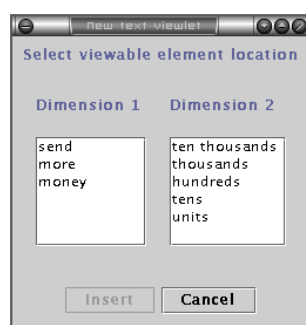 New text viewlet
Select viewable element location
Dimension 1
Dimension 2
send
more
money
ten thousands
thousands
hundreds
tens
units
Insert
Cancel